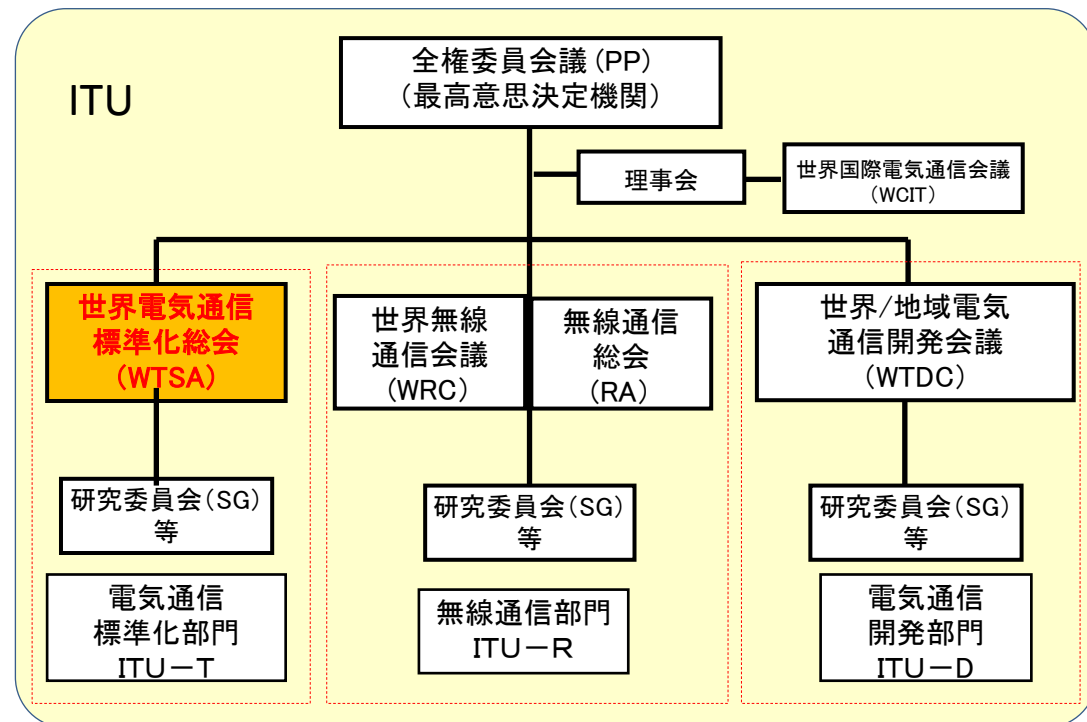 ITU
全権委員会議(PP)
(最高意思決定機関)
理事会
世界国際電気通信会議
(WCIT)
世界電気通信
標準化総会
(WTSA)
世界無線
通信会議
(WRC)
無線通信
総会
(RA)
世界/地域電気
通信開発会議
(WTDC)
研究委員会(SG)
等
研究委員会(SG)
等
研究委員会(SG)
等
電気通信
標準化部門
ITU－T
無線通信部門
ITU－R
電気通信
開発部門
ITU－D